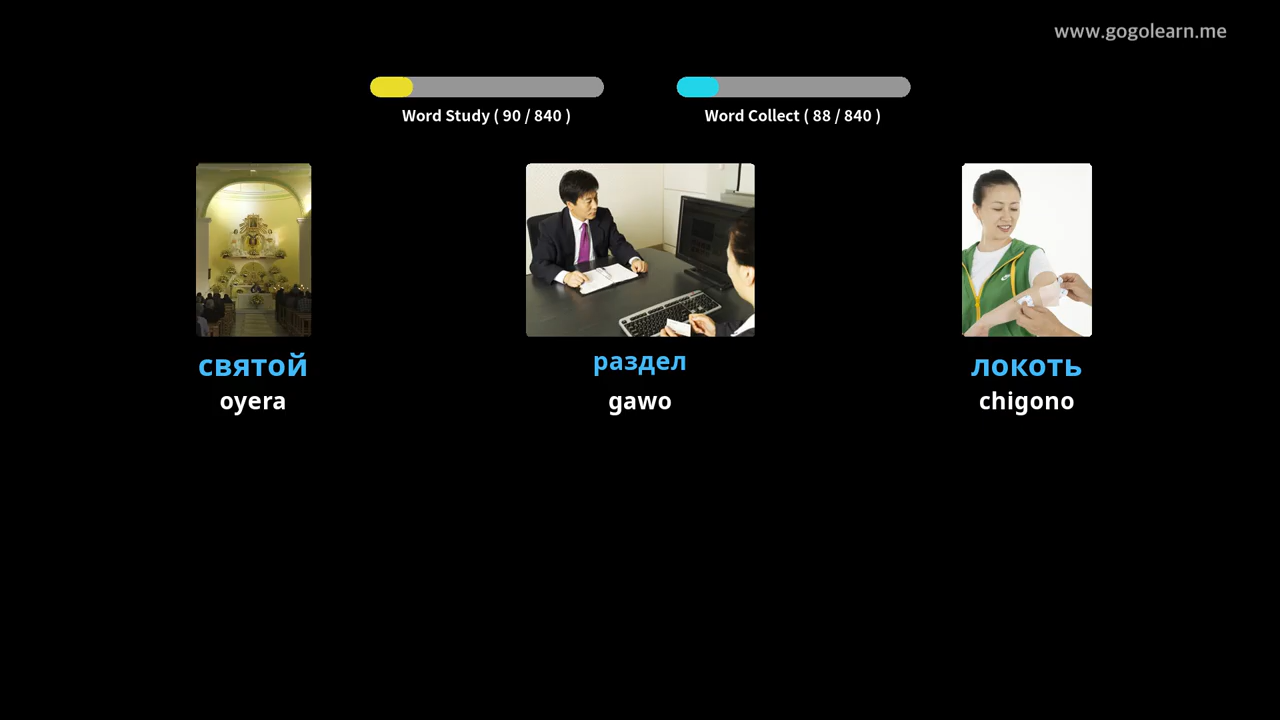 www.gogolearn.me
Word Study ( 90 / 840 )
Word Collect ( 88 / 840 )
святой
раздел
локоть
oyera
gawo
chigono